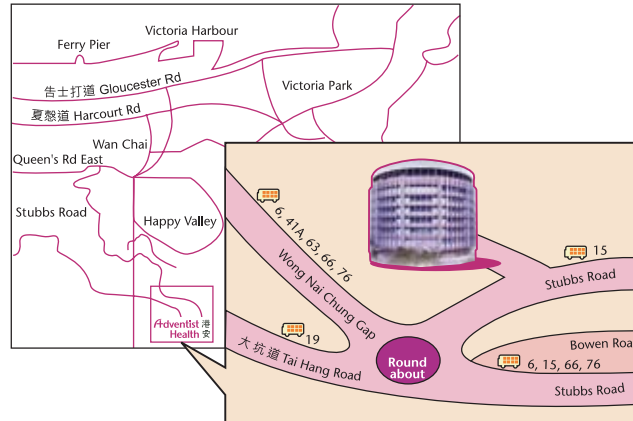 Victoria Harbour
Ferry Pier
告士打道 Gloucester Rd
Victoria Park
夏慤道 Harcourt Rd
Wan Chai
Queen's Rd East
Stubbs Road
Happy Valley
Adventist 港
Health 安
6, 41A, 63, 66, 76
Wong Nai Chung Gap
15
Stubbs Road
19
大坑道 Tai Hang Road
Round
about
Bowen Roa
6, 15, 66, 76
Stubbs Road